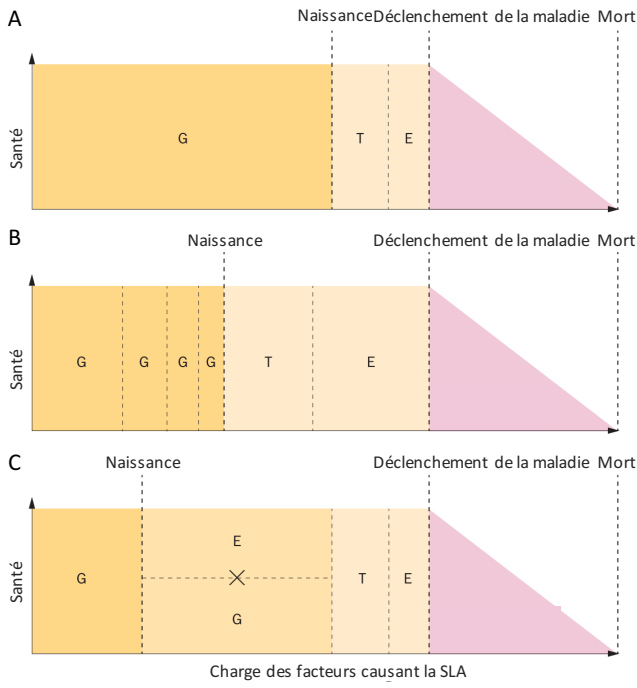 A
Naissance Déclenchement de la maladie Mort
Santé
G T E
B
Naissance Déclenchement de la maladie Mort
Santé
G G G G T E
C
Naissance Déclenchement de la maladie Mort
Santé
E
G T E
G
Charge des facteurs causant la SLA